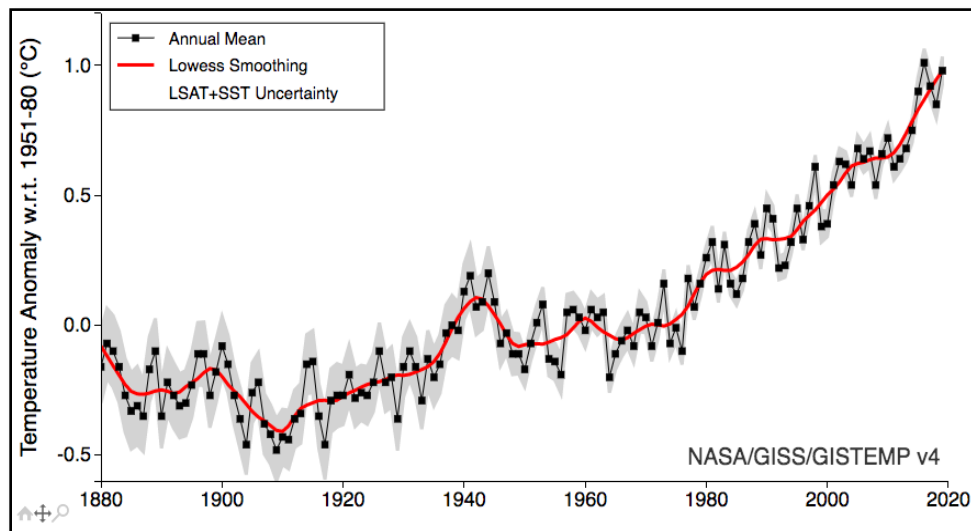 Temperature Anomaly w.r.t. 1951-80 (°C)
Annual Mean
Lowess Smoothing
LSAT+SST Uncertainty
1.0
0.5
0.0
-0.5
NASA/GISS/GISTEMP v4
1880
1900
1920
1940
1960
1980
2000
2020